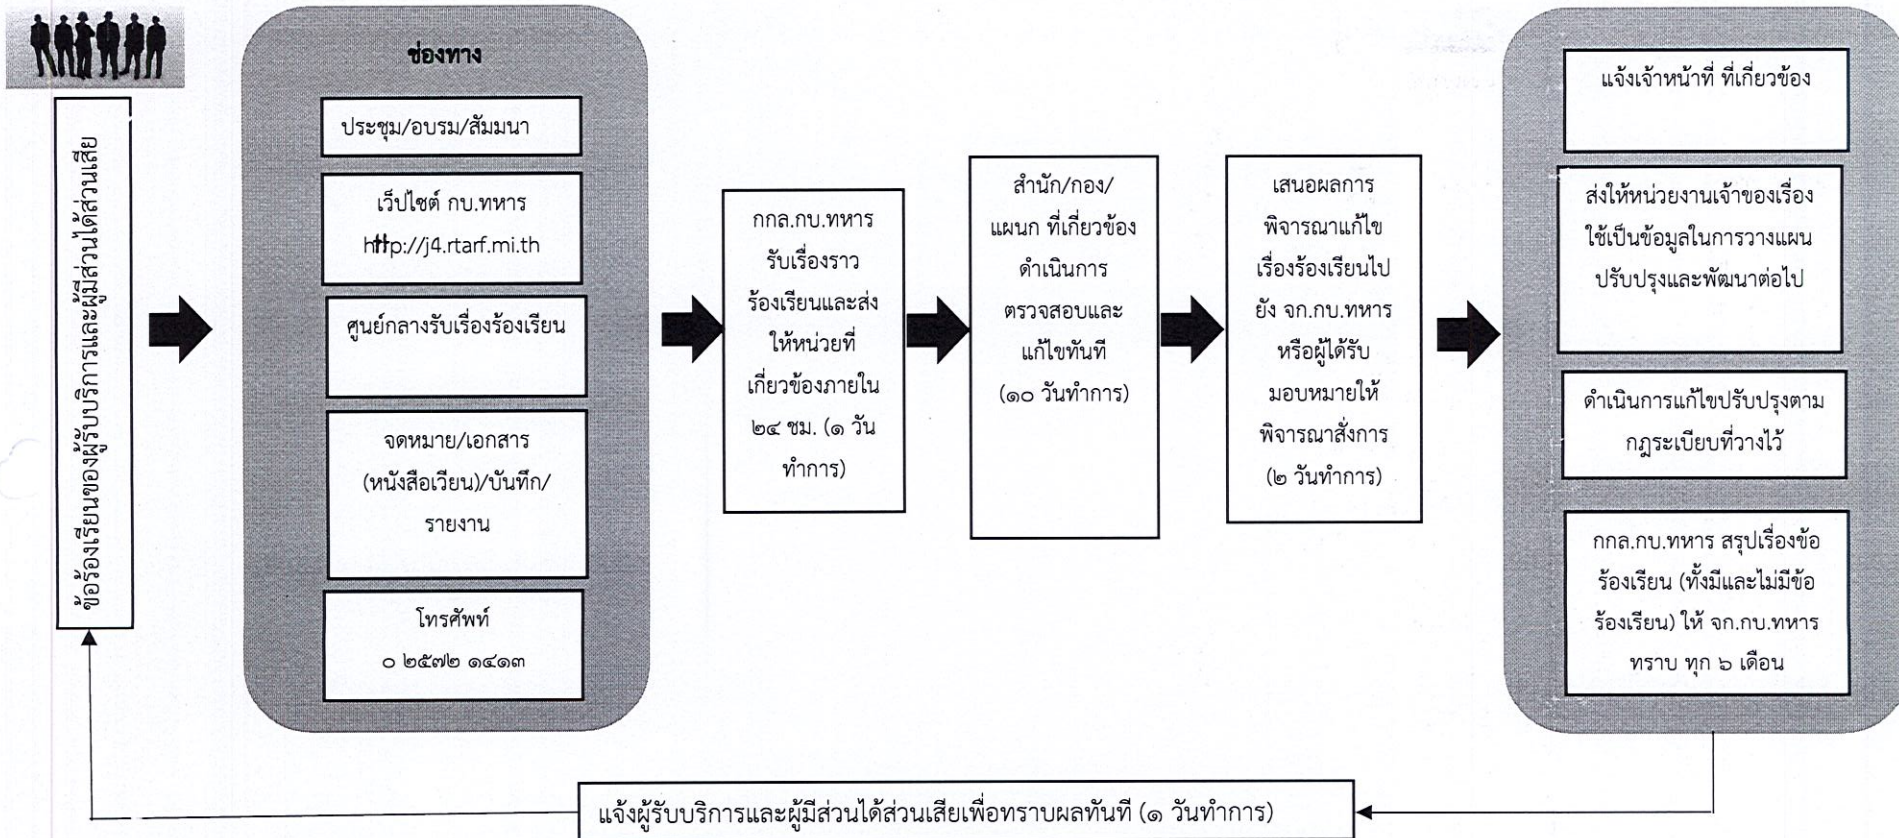 ข้อร้องเรียนของผู้รับบริการและผู้มีส่วนได้ส่วนเสีย
ช่องทาง
ประชุม/อบรม/สัมมนา
เว็ปไซต์ กบ.ทหาร
http://j4.rtarf.mi.th
ศูนย์กลางรับเรื่องร้องเรียน
จดหมาย/เอกสาร
(หนังสือเวียน)/บันทึก/
รายงาน
โทรศัพท์
๐ ๒๕๗๒ ๑๔๑๓
กกล.กบ.ทหาร
รับเรื่องราว
ร้องเรียนและส่ง
ให้หน่วยที่
เกี่ยวข้องภายใน
๒๔ ชม. (๑ วัน
ทำการ)
สำนัก/กอง/
แผนก ที่เกี่ยวข้อง
ดำเนินการ
ตรวจสอบและ
แก้ไขทันที
(๑๐ วันทำการ)
เสนอผลการ
พิจารณาแก้ไข
เรื่องร้องเรียนไป
ยัง จก.กบ.ทหาร
หรือผู้ได้รับ
มอบหมายให้
พิจารณาสั่งการ
(๒ วันทำการ)
แจ้งเจ้าหน้าที่ ที่เกี่ยวข้อง
ส่งให้หน่วยงานเจ้าของเรื่อง
ใช้เป็นข้อมูลในการวางแผน
ปรับปรุงและพัฒนาต่อไป
ดำเนินการแก้ไขปรับปรุงตาม
กฎระเบียบที่วางไว้
กกล.กบ.ทหาร สรุปเรื่องข้อ
ร้องเรียน (ทั้งมีและไม่มีข้อ
ร้องเรียน) ให้ จก.กบ.ทหาร
ทราบ ทุก ๖ เดือน
แจ้งผู้รับบริการและผู้มีส่วนได้ส่วนเสียเพื่อทราบผลทันที (๑ วันทำการ)